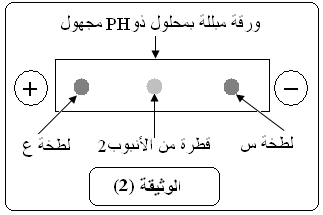 ورقة مبللة بمحلول ذو PH مجهول
+
−
لطخة س
قطرة من الأنبوب2
لطخة ع
الوثيقة (2)